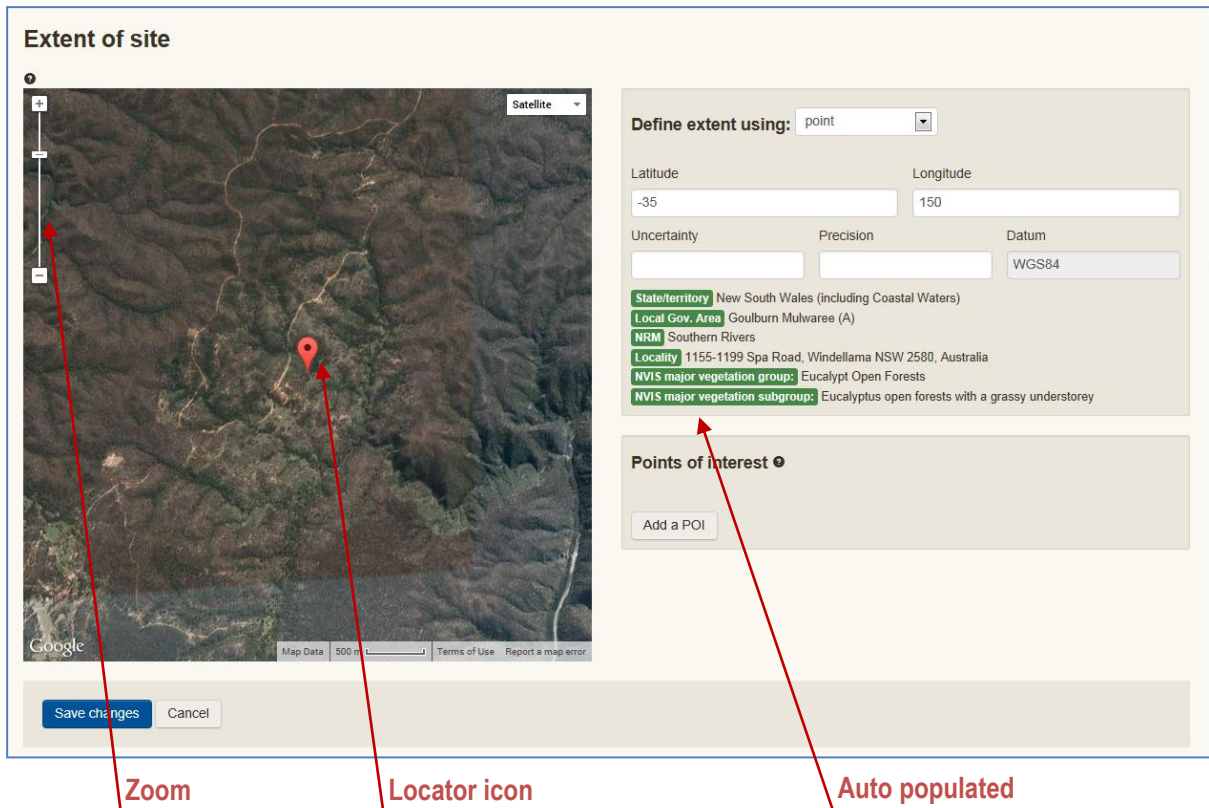 Extent of site
?
+
Satellite
-
Google
Map Data
500 m
Terms of Use
Report a map error
Define extent using:
point
Latitude
Longitude
-35
150
Uncertainty
Precision
Datum
WGS84
State/territory New South Wales (including Coastal Waters)
Local Gov. Area Goulburn Mulwaree (A)
NRM Southern Rivers
Locality 1155-1199 Spa Road, Windellama NSW 2580, Australia
NVIS major vegetation group: Eucalypt Open Forests
NVIS major vegetation subgroup: Eucalyptus open forests with a grassy understorey
Points of interest ?
Add a POI
Save changes
Cancel
Zoom
Locator icon
Auto populated